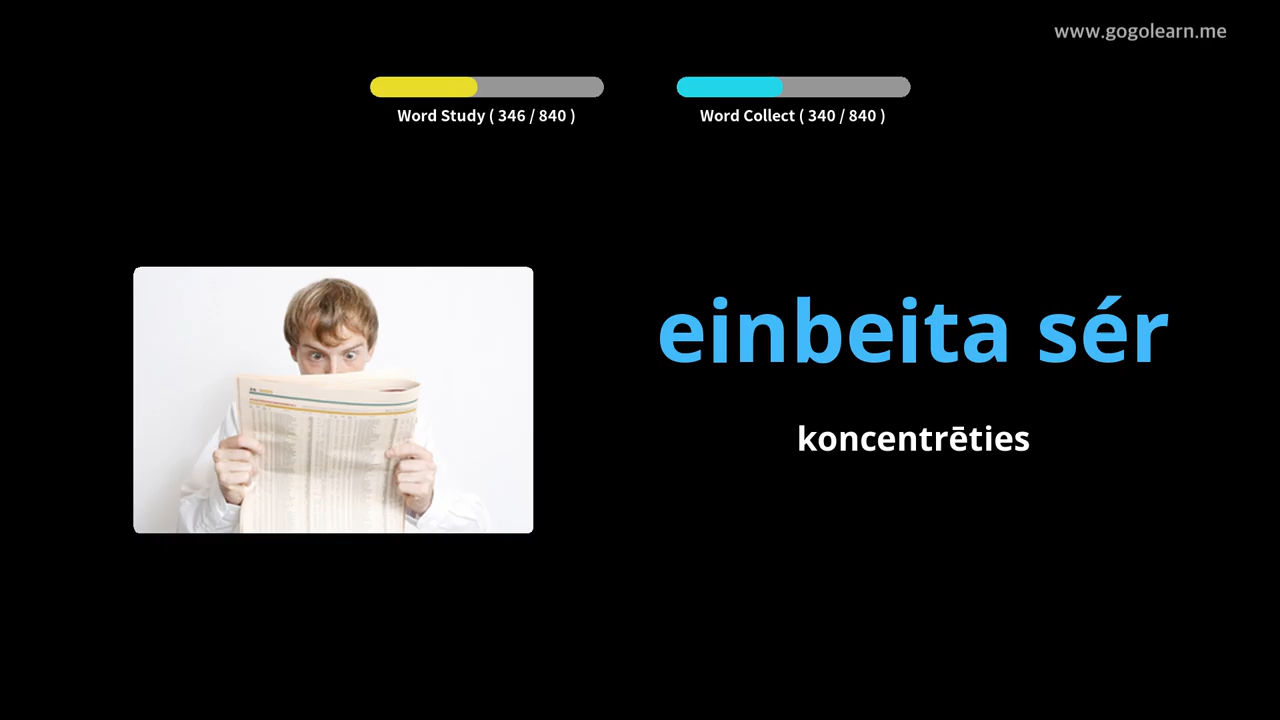 www.gogolearn.me
Word Study ( 346 / 840 )
Word Collect ( 340 / 840 )
einbeita sér
koncentrēties